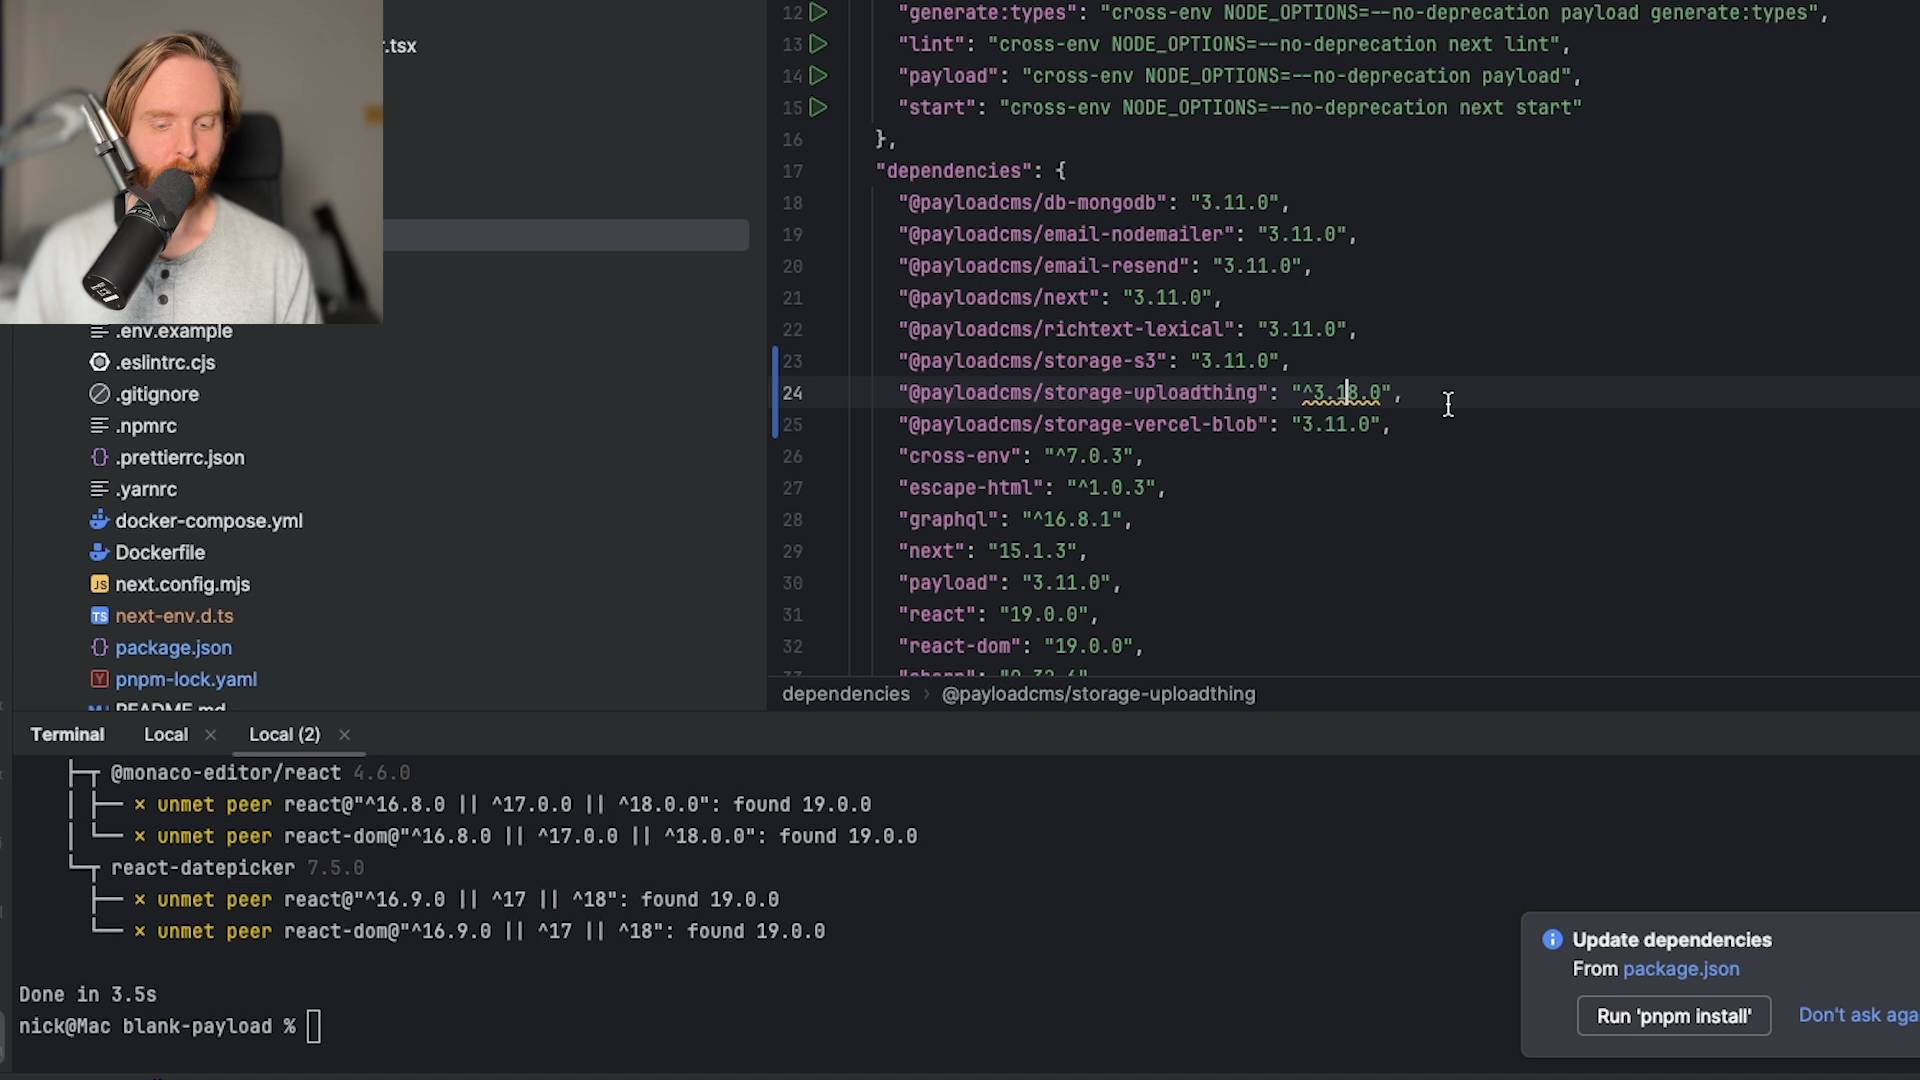 r.tsx
.env.example
.eslintrc.cjs
.gitignore
.npmrc
.prettierrc.json
.yarnrc
docker-compose.yml
Dockerfile
next.config.mjs
next-env.d.ts
package.json
pnpm-lock.yaml
README.md
12 "generate:types": "cross-env NODE_OPTIONS=--no-deprecation payload generate:types",
13 "lint": "cross-env NODE_OPTIONS=--no-deprecation next lint",
14 "payload": "cross-env NODE_OPTIONS=--no-deprecation payload",
15 "start": "cross-env NODE_OPTIONS=--no-deprecation next start"
16 },
17 "dependencies": {
18 "@payloadcms/db-mongodb": "3.11.0",
19 "@payloadcms/email-nodemailer": "3.11.0",
20 "@payloadcms/email-resend": "3.11.0",
21 "@payloadcms/next": "3.11.0",
22 "@payloadcms/richtext-lexical": "3.11.0",
23 "@payloadcms/storage-s3": "3.11.0",
24 "@payloadcms/storage-uploadthing": "^3.18.0",
25 "@payloadcms/storage-vercel-blob": "3.11.0",
26 "cross-env": "^7.0.3",
27 "escape-html": "^1.0.3",
28 "graphql": "^16.8.1",
29 "next": "15.1.3",
30 "payload": "3.11.0",
31 "react": "19.0.0",
32 "react-dom": "19.0.0",
dependencies › @payloadcms/storage-uploadthing
Terminal Local × Local (2) ×
@monaco-editor/react 4.6.0
× unmet peer react@"^16.8.0 || ^17.0.0 || ^18.0.0": found 19.0.0
× unmet peer react-dom@"^16.8.0 || ^17.0.0 || ^18.0.0": found 19.0.0
react-datepicker 7.5.0
× unmet peer react@"^16.9.0 || ^17 || ^18": found 19.0.0
× unmet peer react-dom@"^16.9.0 || ^17 || ^18": found 19.0.0
Done in 3.5s
nick@Mac blank-payload %
Update dependencies
From package.json
Run 'pnpm install' Don't ask aga